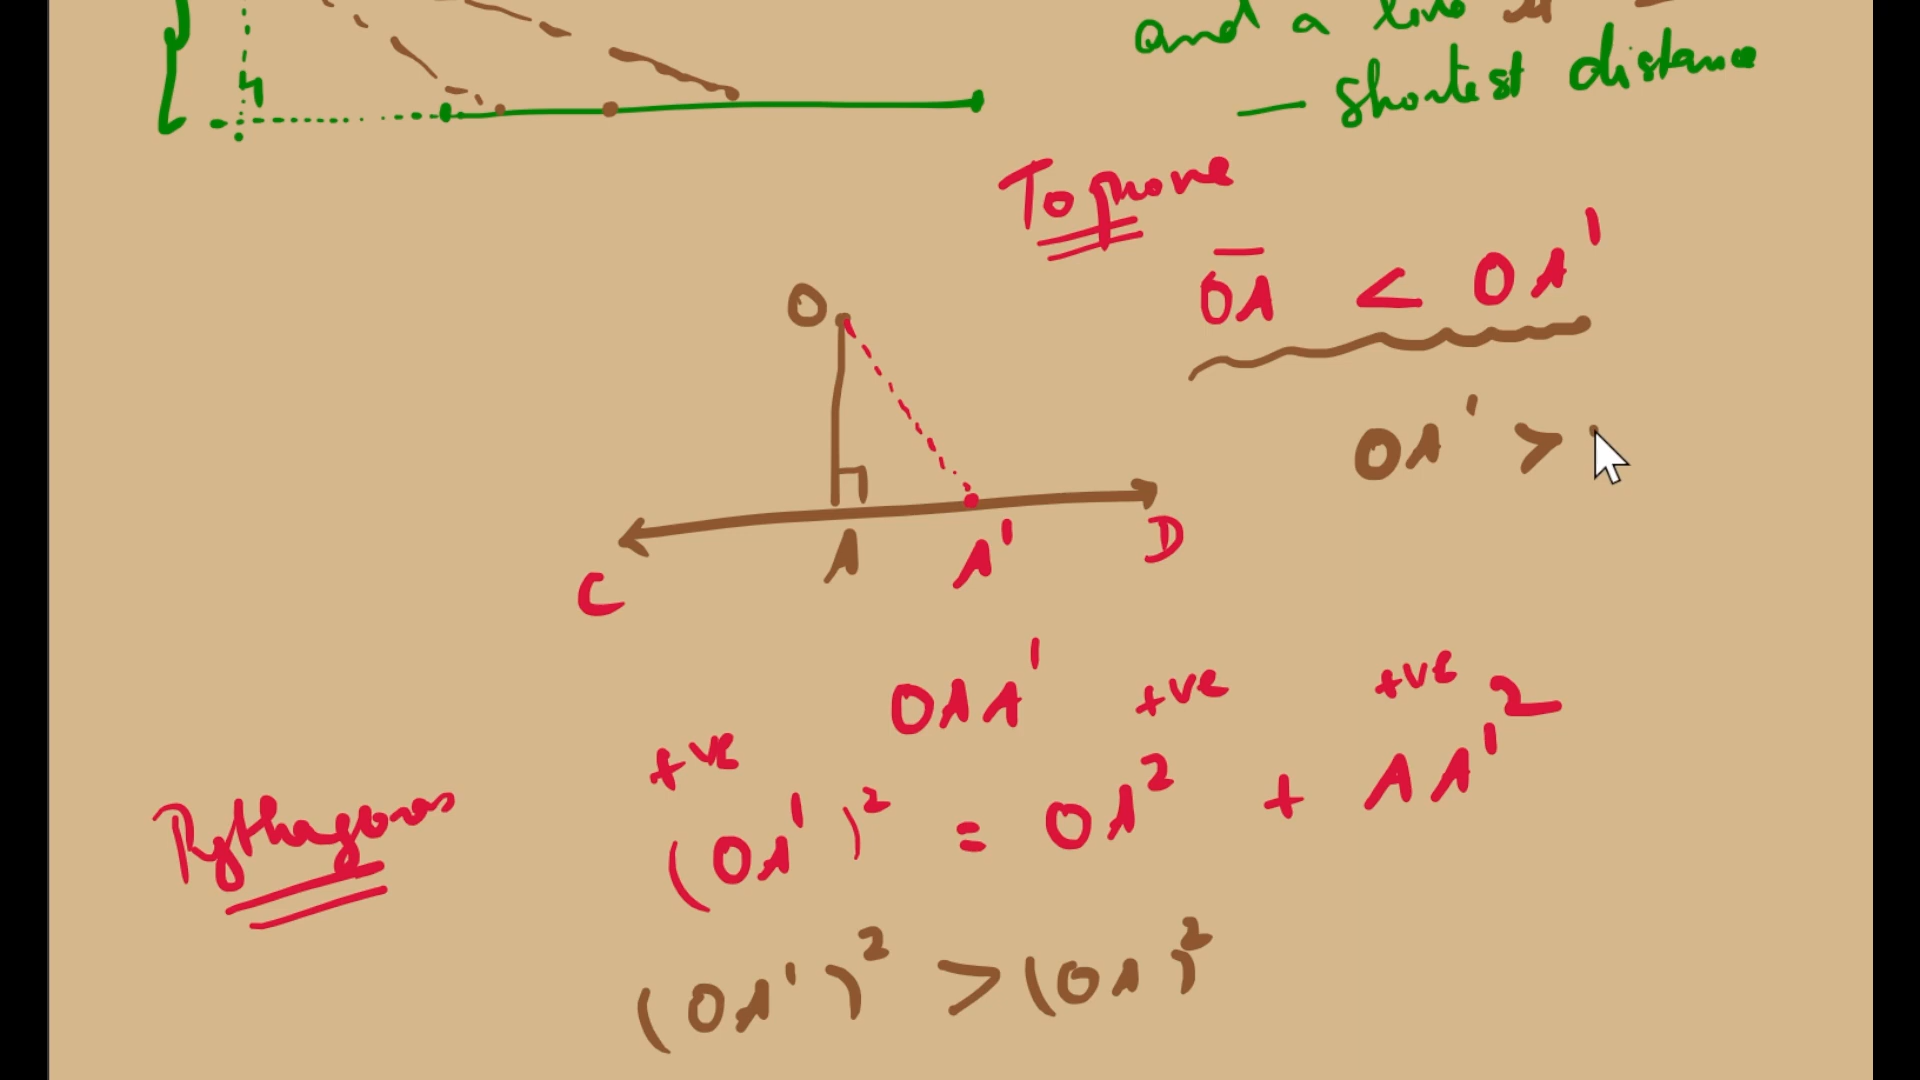 and a line
— shortest distance
To prove
OA < OA'
O
OA' >
A
A'
D
C
OAA'
+ve +ve +ve
Pythagoras (OA')² = OA² + AA'²
(OA')² > (OA)²